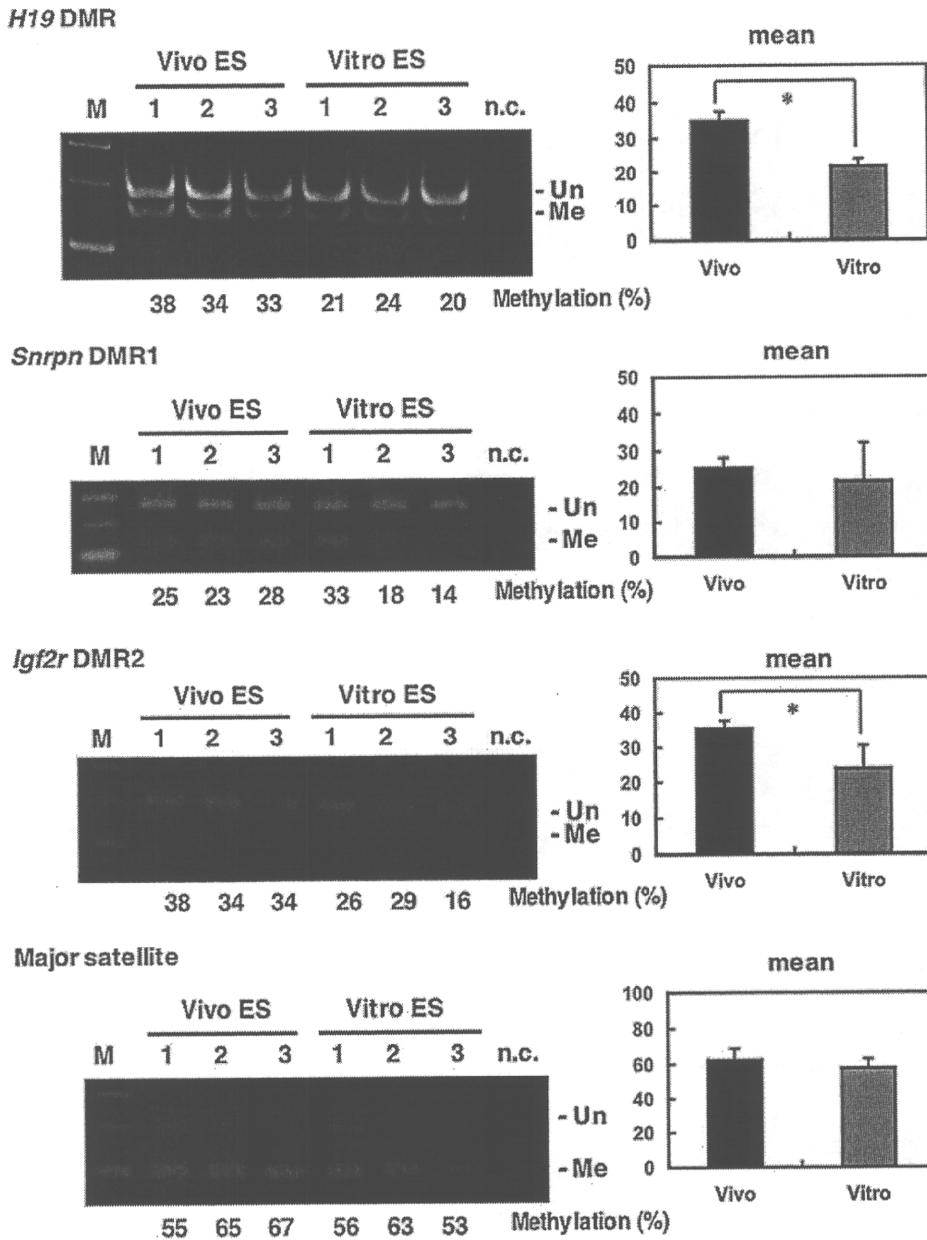 H19 DMR
Vivo ES Vitro ES
M 1 2 3 1 2 3 n.c.
- Un
- Me
38 34 33 21 24 20 Methylation (%)
mean
50
40
30
20
10
0
*
Vivo Vitro
Snrpn DMR1
Vivo ES Vitro ES
M 1 2 3 1 2 3 n.c.
- Un
- Me
25 23 28 33 18 14 Methylation (%)
mean
50
40
30
20
10
0
Vivo Vitro
Igf2r DMR2
Vivo ES Vitro ES
M 1 2 3 1 2 3 n.c.
- Un
- Me
38 34 34 26 29 16 Methylation (%)
mean
50
40
30
20
10
0
*
Vivo Vitro
Major satellite
Vivo ES Vitro ES
M 1 2 3 1 2 3 n.c.
- Un
- Me
55 65 67 56 63 53 Methylation (%)
mean
100
80
60
40
20
0
Vivo Vitro